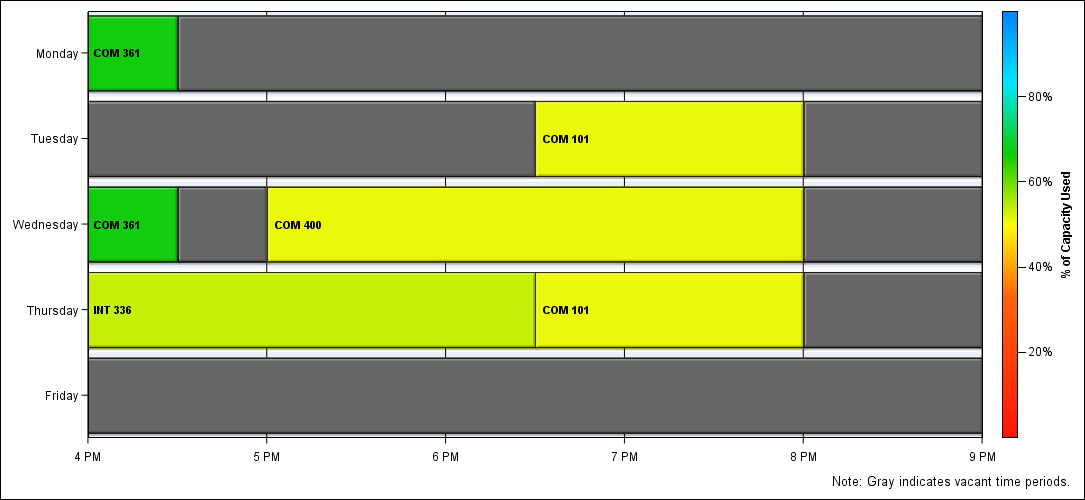 Monday
COM 361
Tuesday
COM 101
Wednesday
COM 361
COM 400
Thursday
INT 336
COM 101
Friday
4 PM
5 PM
6 PM
7 PM
8 PM
9 PM
80%
60%
40%
20%
% of Capacity Used
Note: Gray indicates vacant time periods.